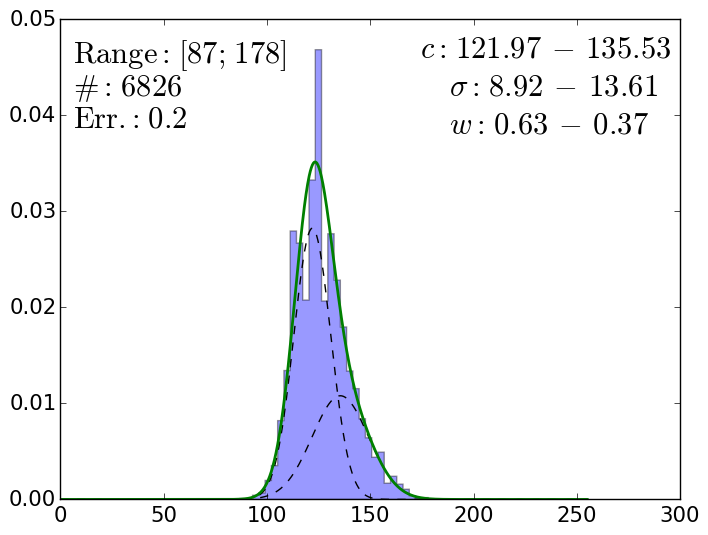 Range: [87; 178]
#: 6826
Err.: 0.2
c: 121.97 − 135.53
σ: 8.92 − 13.61
w: 0.63 − 0.37
0.05
0.04
0.03
0.02
0.01
0.00
0 50 100 150 200 250 300